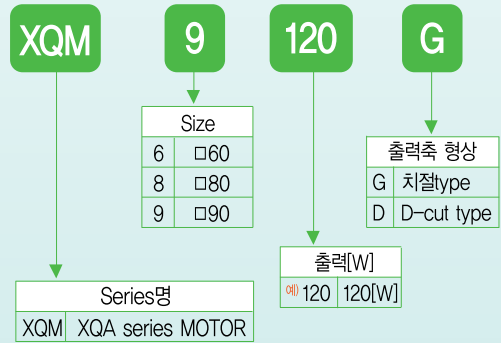 XQM 9 120 G
Size
6 □60
8 □80
9 □90
출력축 형상
G 치절type
D D-cut type
출력[W]
예) 120 120[W]
Series명
XQM XQA series MOTOR